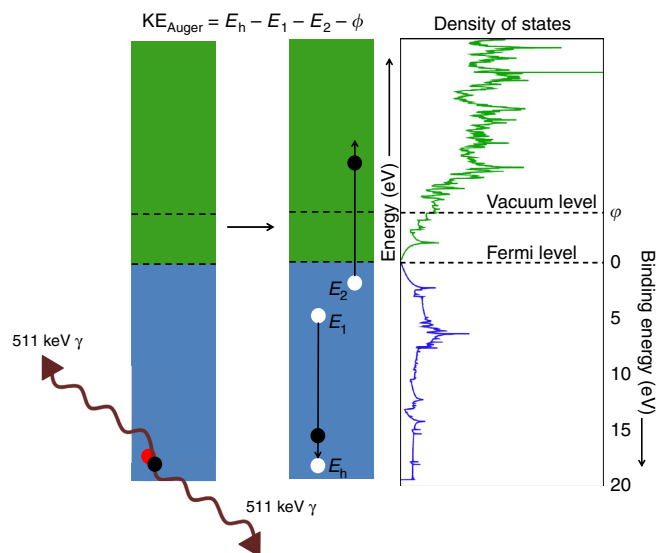 KE_Auger = E_h − E_1 − E_2 − ϕ
Density of states
Energy (eV)
Vacuum level
φ
Fermi level
0
E_2
E_1
5
10
15
20
Binding energy (eV)
E_h
511 keV γ
511 keV γ